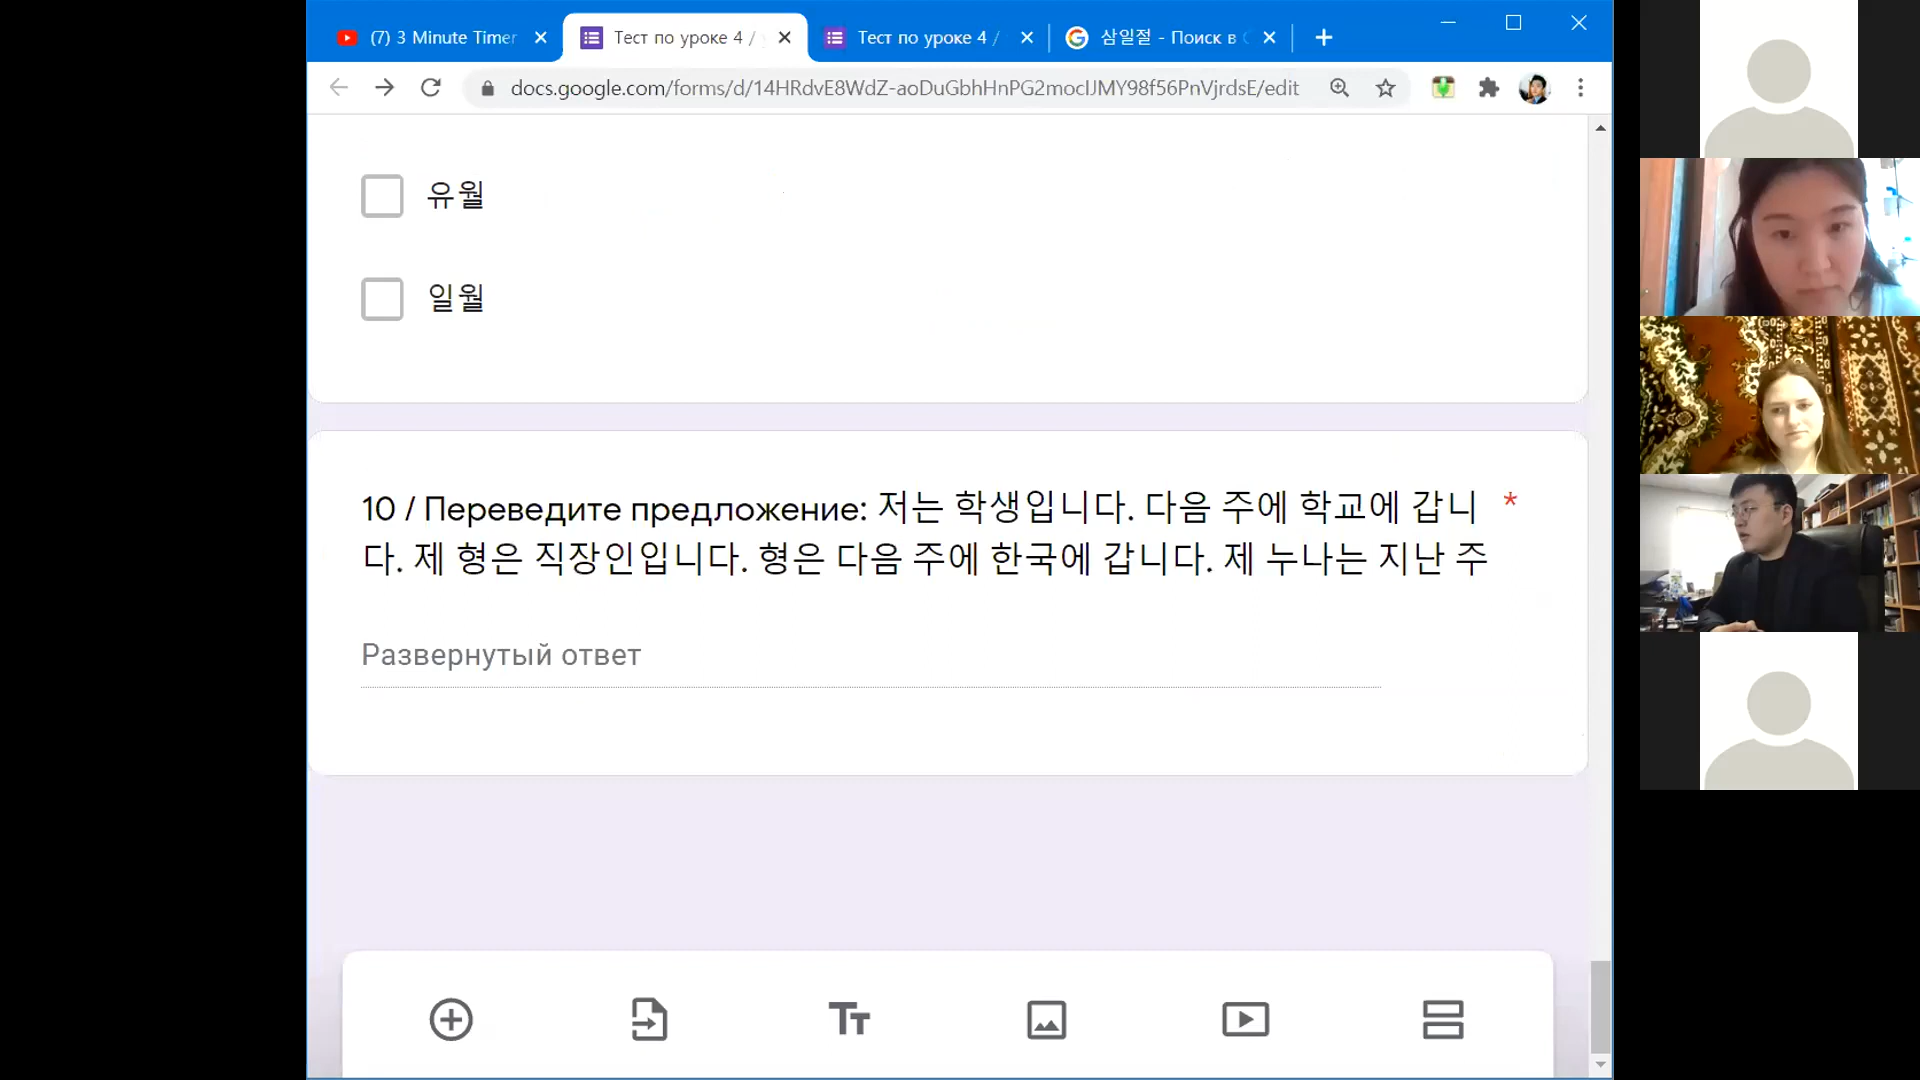 (7) 3 Minute Timer
Тест по уроке 4 /
Тест по уроке 4 /
삼일절 - Поиск в
docs.google.com/forms/d/14HRdvE8WdZ-aoDuGbhHnPG2moclJMY98f56PnVjrdsE/edit
유월
일월
10 / Переведите предложение: 저는 학생입니다. 다음 주에 학교에 갑니 *
다. 제 형은 직장인입니다. 형은 다음 주에 한국에 갑니다. 제 누나는 지난 주
Развернутый ответ